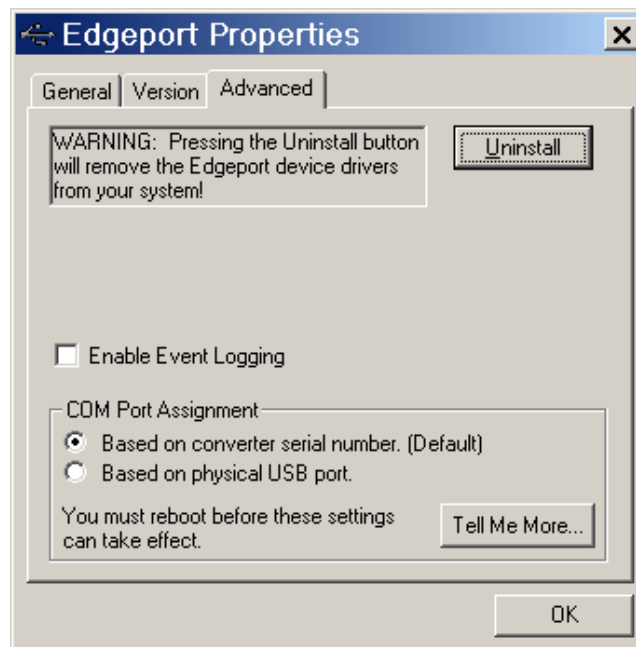 Edgeport Properties
General Version Advanced
WARNING: Pressing the Uninstall button
will remove the Edgeport device drivers
from your system!
Uninstall
Enable Event Logging
COM Port Assignment
Based on converter serial number. (Default)
Based on physical USB port.
You must reboot before these settings
can take effect.
Tell Me More...
OK